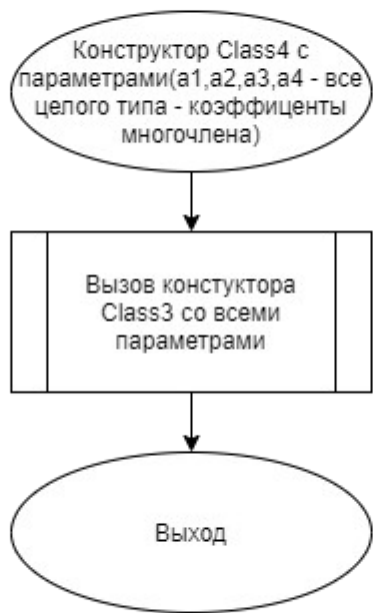 Конструктор Class4 с
параметрами(a1,a2,a3,a4 - все
целого типа - коэффиценты
многочлена)
Вызов констуктора
Class3 со всеми
параметрами
Выход